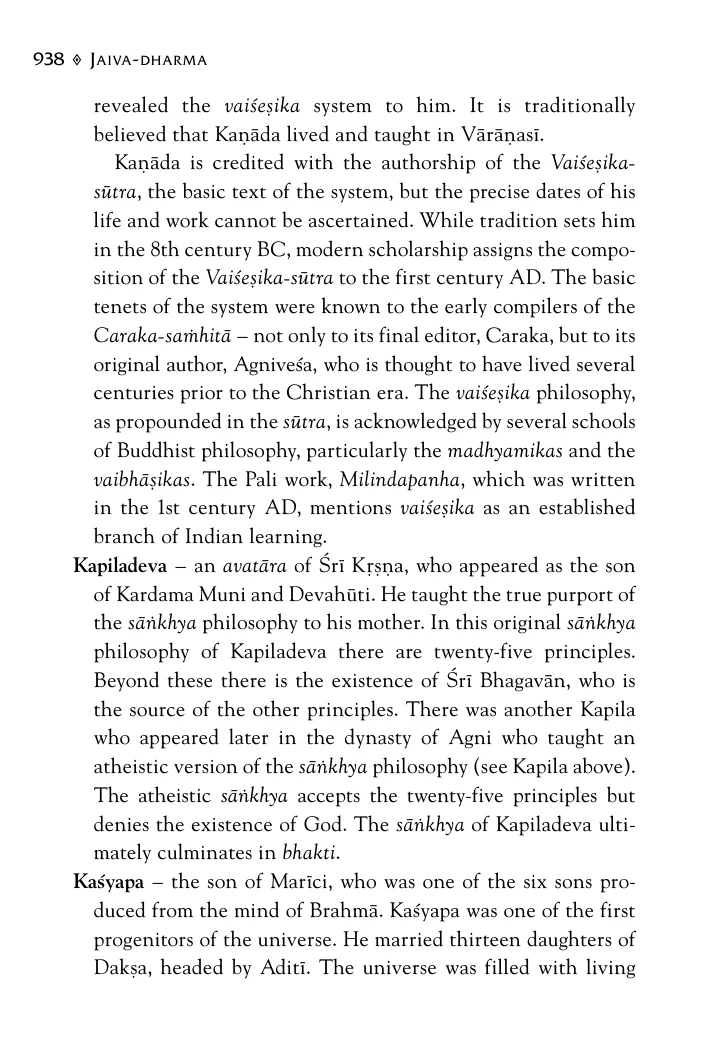 938 ◊ JAIVA-DHARMA
revealed the vaiśeṣika system to him. It is traditionally
believed that Kaṇāda lived and taught in Vārāṇasī.
Kaṇāda is credited with the authorship of the Vaiśeṣika-
sūtra, the basic text of the system, but the precise dates of his
life and work cannot be ascertained. While tradition sets him
in the 8th century BC, modern scholarship assigns the compo-
sition of the Vaiśeṣika-sūtra to the first century AD. The basic
tenets of the system were known to the early compilers of the
Caraka-saṁhitā – not only to its final editor, Caraka, but to its
original author, Agniveśa, who is thought to have lived several
centuries prior to the Christian era. The vaiśeṣika philosophy,
as propounded in the sūtra, is acknowledged by several schools
of Buddhist philosophy, particularly the madhyamikas and the
vaibhāṣikas. The Pali work, Milindapanha, which was written
in the 1st century AD, mentions vaiśeṣika as an established
branch of Indian learning.
Kapiladeva – an avatāra of Śrī Kṛṣṇa, who appeared as the son
of Kardama Muni and Devahūti. He taught the true purport of
the sāṅkhya philosophy to his mother. In this original sāṅkhya
philosophy of Kapiladeva there are twenty-five principles.
Beyond these there is the existence of Śrī Bhagavān, who is
the source of the other principles. There was another Kapila
who appeared later in the dynasty of Agni who taught an
atheistic version of the sāṅkhya philosophy (see Kapila above).
The atheistic sāṅkhya accepts the twenty-five principles but
denies the existence of God. The sāṅkhya of Kapiladeva ulti-
mately culminates in bhakti.
Kaśyapa – the son of Marīci, who was one of the six sons pro-
duced from the mind of Brahmā. Kaśyapa was one of the first
progenitors of the universe. He married thirteen daughters of
Dakṣa, headed by Aditī. The universe was filled with living